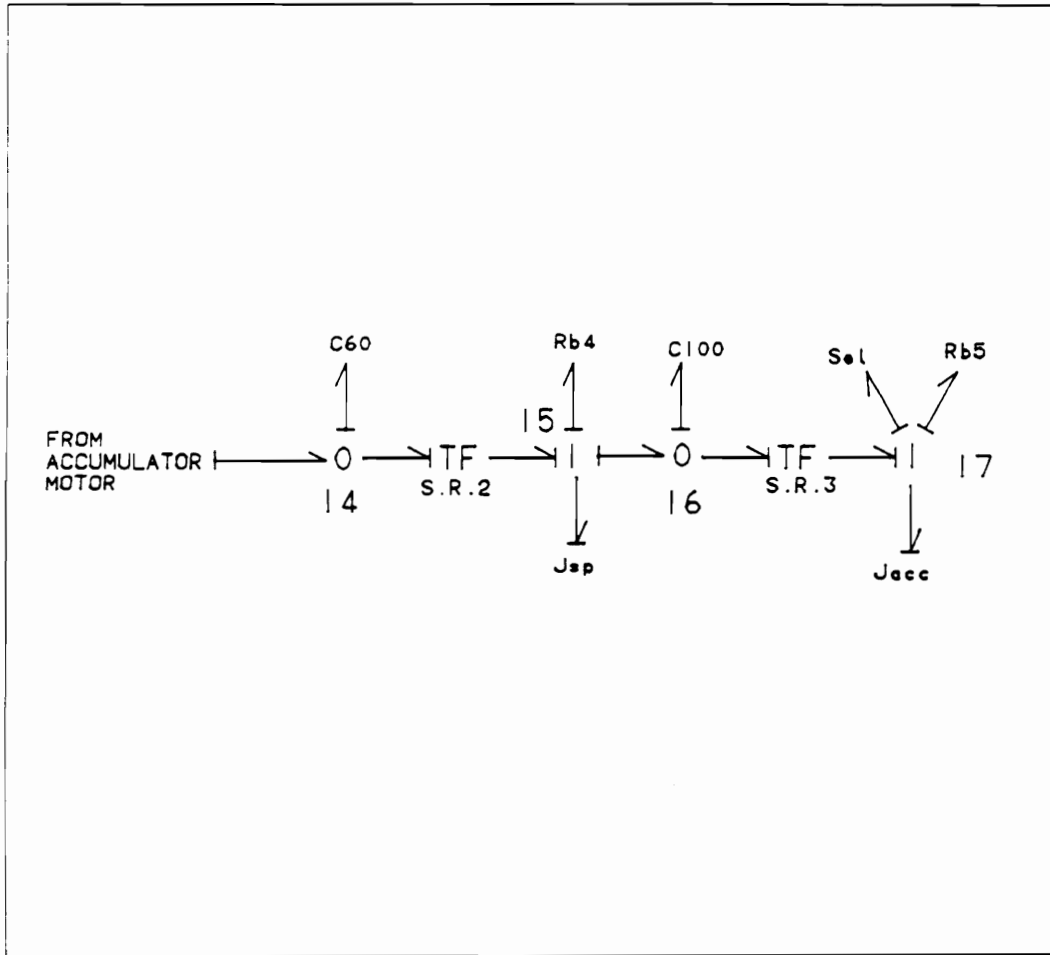 C60
Rb4
C100
Sel
Rb5
15
FROM
ACCUMULATOR
MOTOR
0
TF
1
0
TF
1
14
S.R.2
16
S.R.3
17
Jsp
Jacc